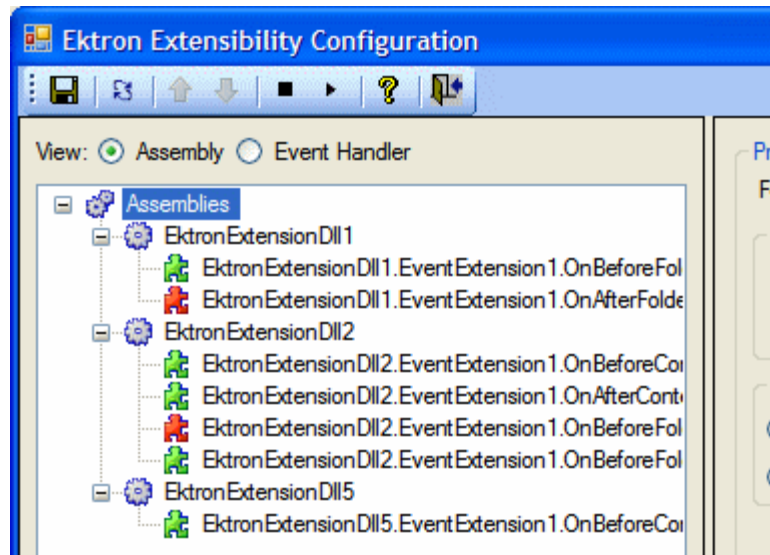 Ektron Extensibility Configuration
View: Assembly Event Handler
Pr
F
Assemblies
EktronExtensionDll1
EktronExtensionDll1.EventExtension1.OnBeforeFol
EktronExtensionDll1.EventExtension1.OnAfterFolde
EktronExtensionDll2
EktronExtensionDll2.EventExtension1.OnBeforeCor
EktronExtensionDll2.EventExtension1.OnAfterConte
EktronExtensionDll2.EventExtension1.OnBeforeFol
EktronExtensionDll2.EventExtension1.OnBeforeFol
EktronExtensionDll5
EktronExtensionDll5.EventExtension1.OnBeforeCor